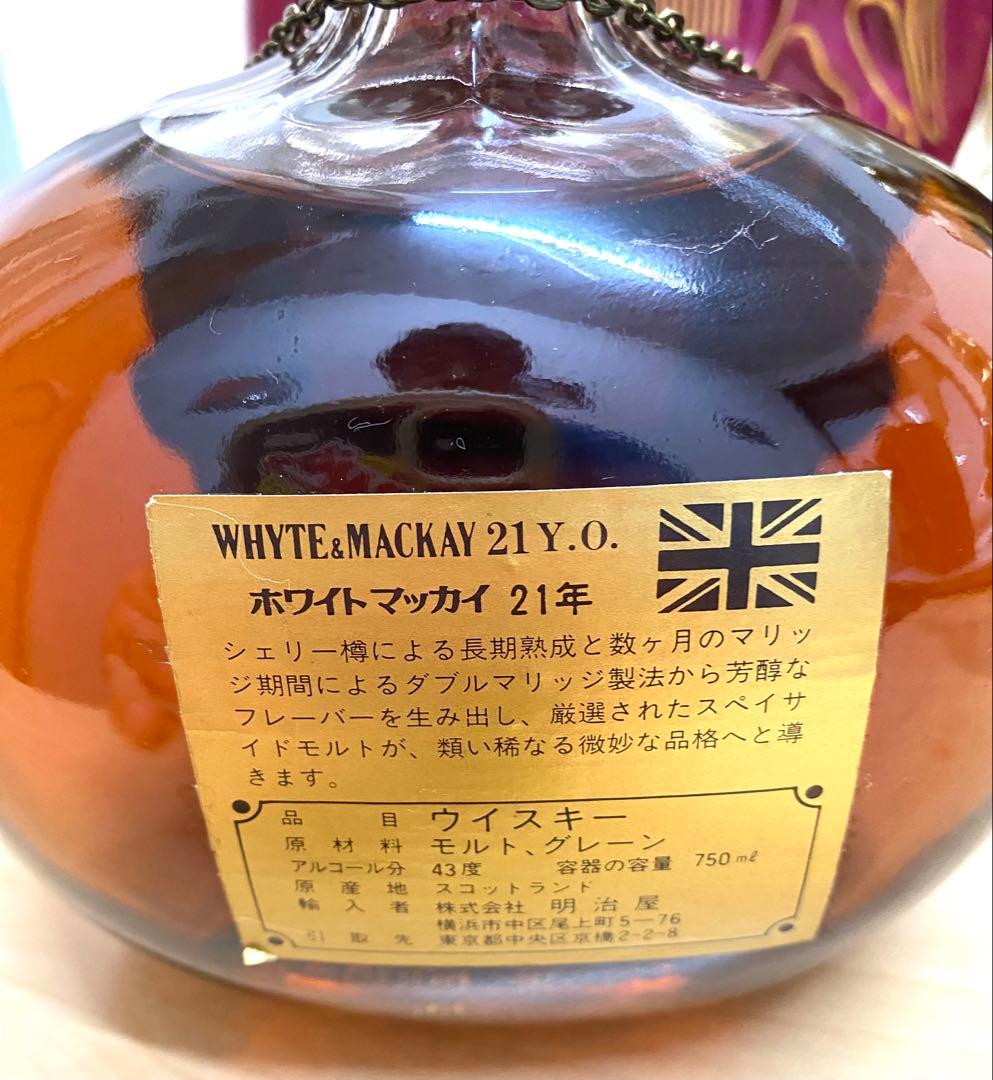 WHYTE&MACKAY 21 Y.O.
ホワイトマッカイ 21年
シェリー樽による長期熟成と数ヶ月のマリッ
ジ期間によるダブルマリッジ製法から芳醇な
フレーバーを生み出し、厳選されたスペイサ
イドモルトが、類い稀なる微妙な品格へと導
きます。
品目 ウイスキー
原材料 モルト、グレーン
アルコール分 43度 容器の容量 750㎖
原産地 スコットランド
輸入者 株式会社 明治屋
横浜市中区尾上町5―76
引取先 東京都中央区京橋2-2-8